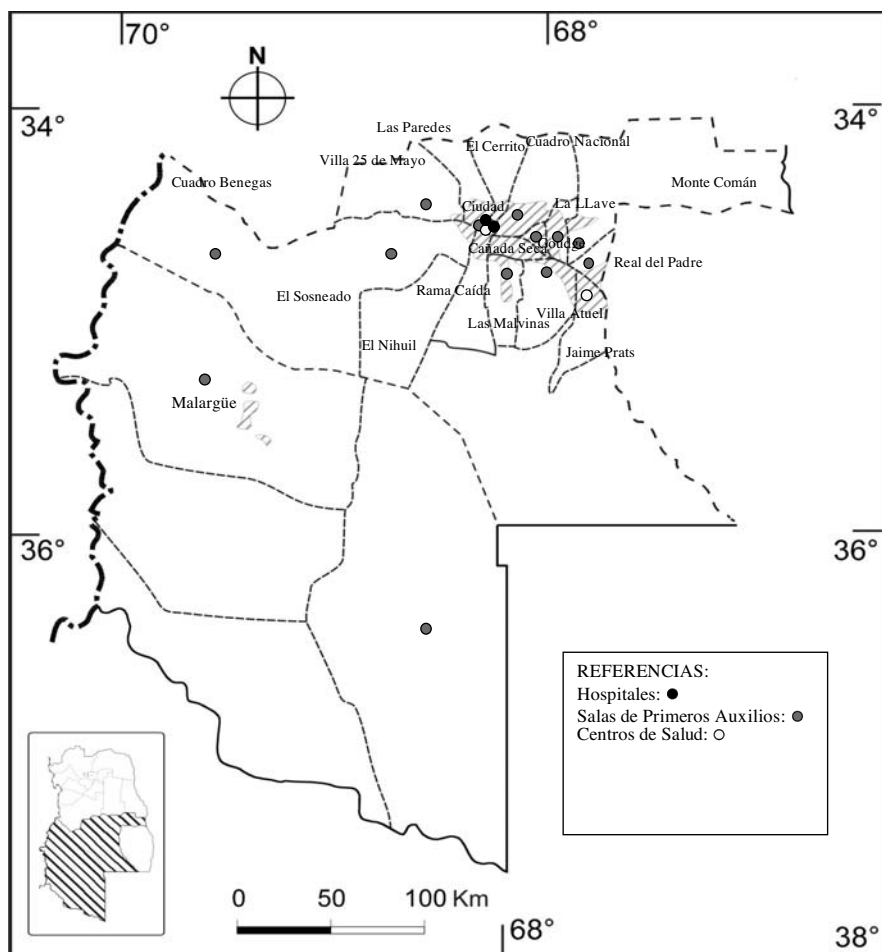 70°
68°
N
34°
34°
Las Paredes
El Cerrito
Cuadro Nacional
Villa 25 de Mayo
Cuadro Benegas
Monte Comán
Ciudad
La LLave
Cañada Seca
Goudge
Real del Padre
El Sosneado
Rama Caída
Villa Atuel
Las Malvinas
El Nihuil
Jaime Prats
Malargüe
36°
36°
REFERENCIAS:
Hospitales:
Salas de Primeros Auxilios:
Centros de Salud:
0 50 100 Km
68°
38°